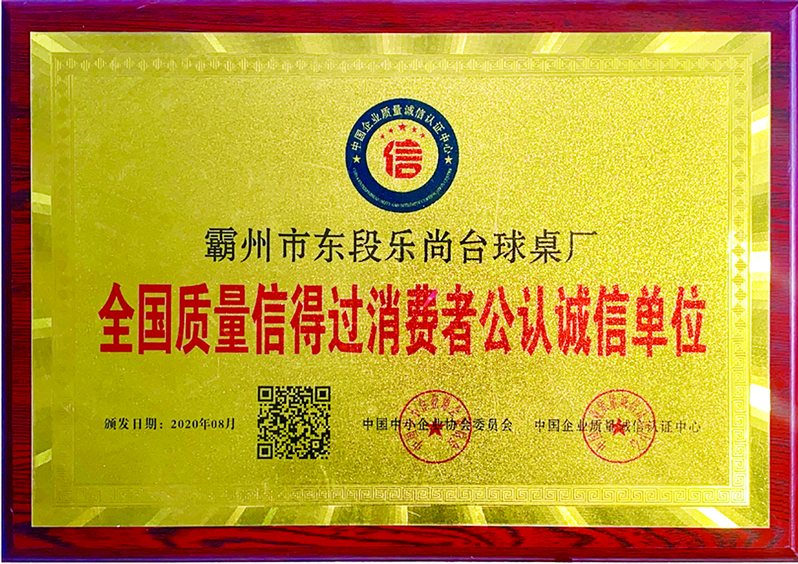 中国企业质量诚信认证中心
信
霸州市东段乐尚台球桌厂
全国质量信得过消费者公认诚信单位
颁发日期：2020年08月
中国中小企业协会委员会
中国企业质量诚信认证中心